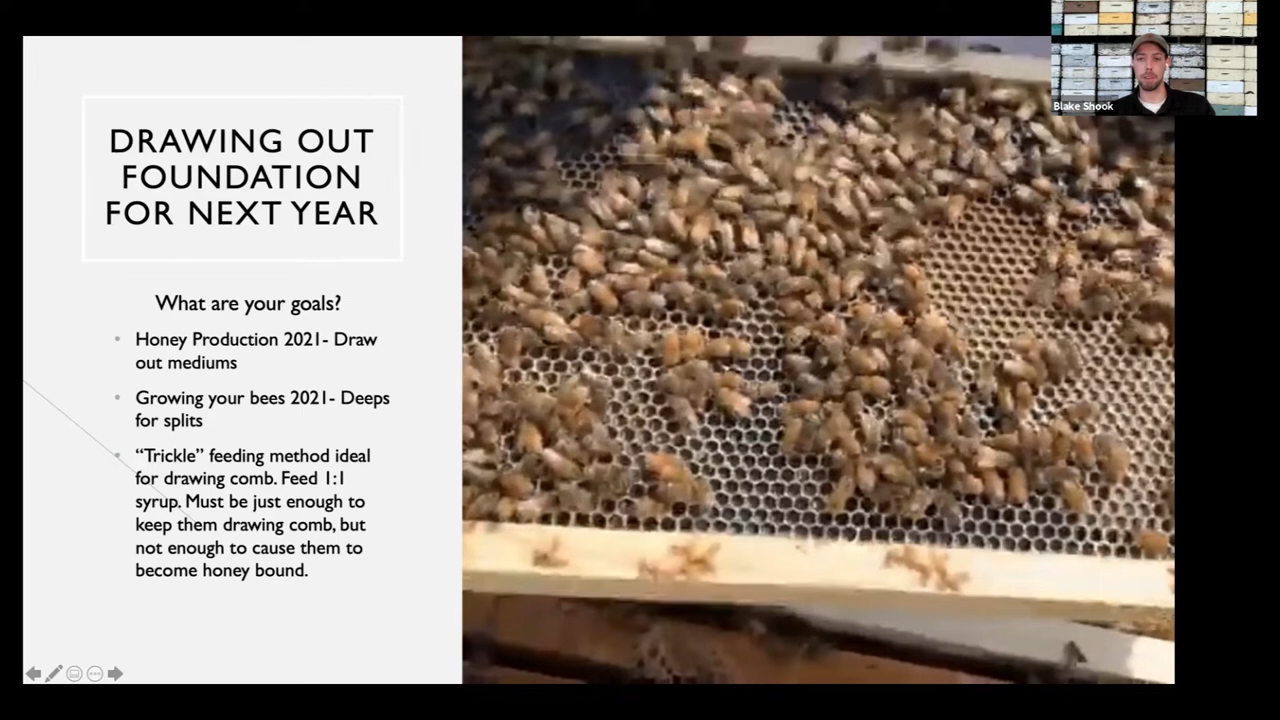 Blake Shook
DRAWING OUT
FOUNDATION
FOR NEXT YEAR
What are your goals?
Honey Production 2021- Draw
out mediums
Growing your bees 2021- Deeps
for splits
“Trickle” feeding method ideal
for drawing comb. Feed 1:1
syrup. Must be just enough to
keep them drawing comb, but
not enough to cause them to
become honey bound.